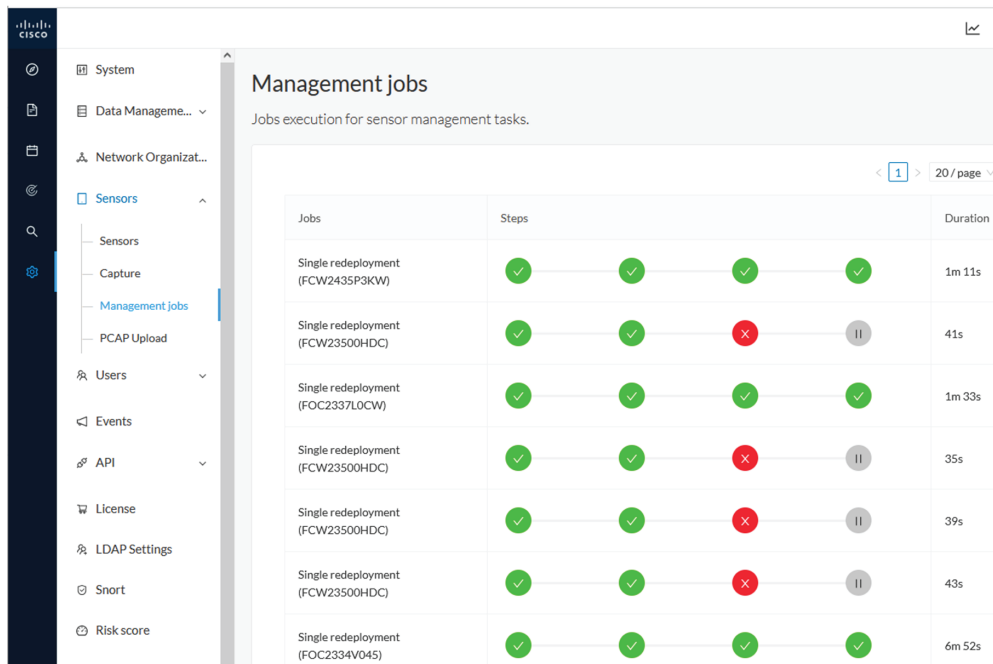 CISCO
System
Data Manageme...
Network Organizat...
Sensors
Sensors
Capture
Management jobs
PCAP Upload
Users
Events
API
License
LDAP Settings
Snort
Risk score
Management jobs
Jobs execution for sensor management tasks.
1
20 / page
Jobs Steps Duration
Single redeployment
(FCW2435P3KW) 1m 11s
Single redeployment
(FCW23500HDC) 41s
Single redeployment
(FOC2337L0CW) 1m 33s
Single redeployment
(FCW23500HDC) 35s
Single redeployment
(FCW23500HDC) 39s
Single redeployment
(FCW23500HDC) 43s
Single redeployment
(FOC2334V045) 6m 52s